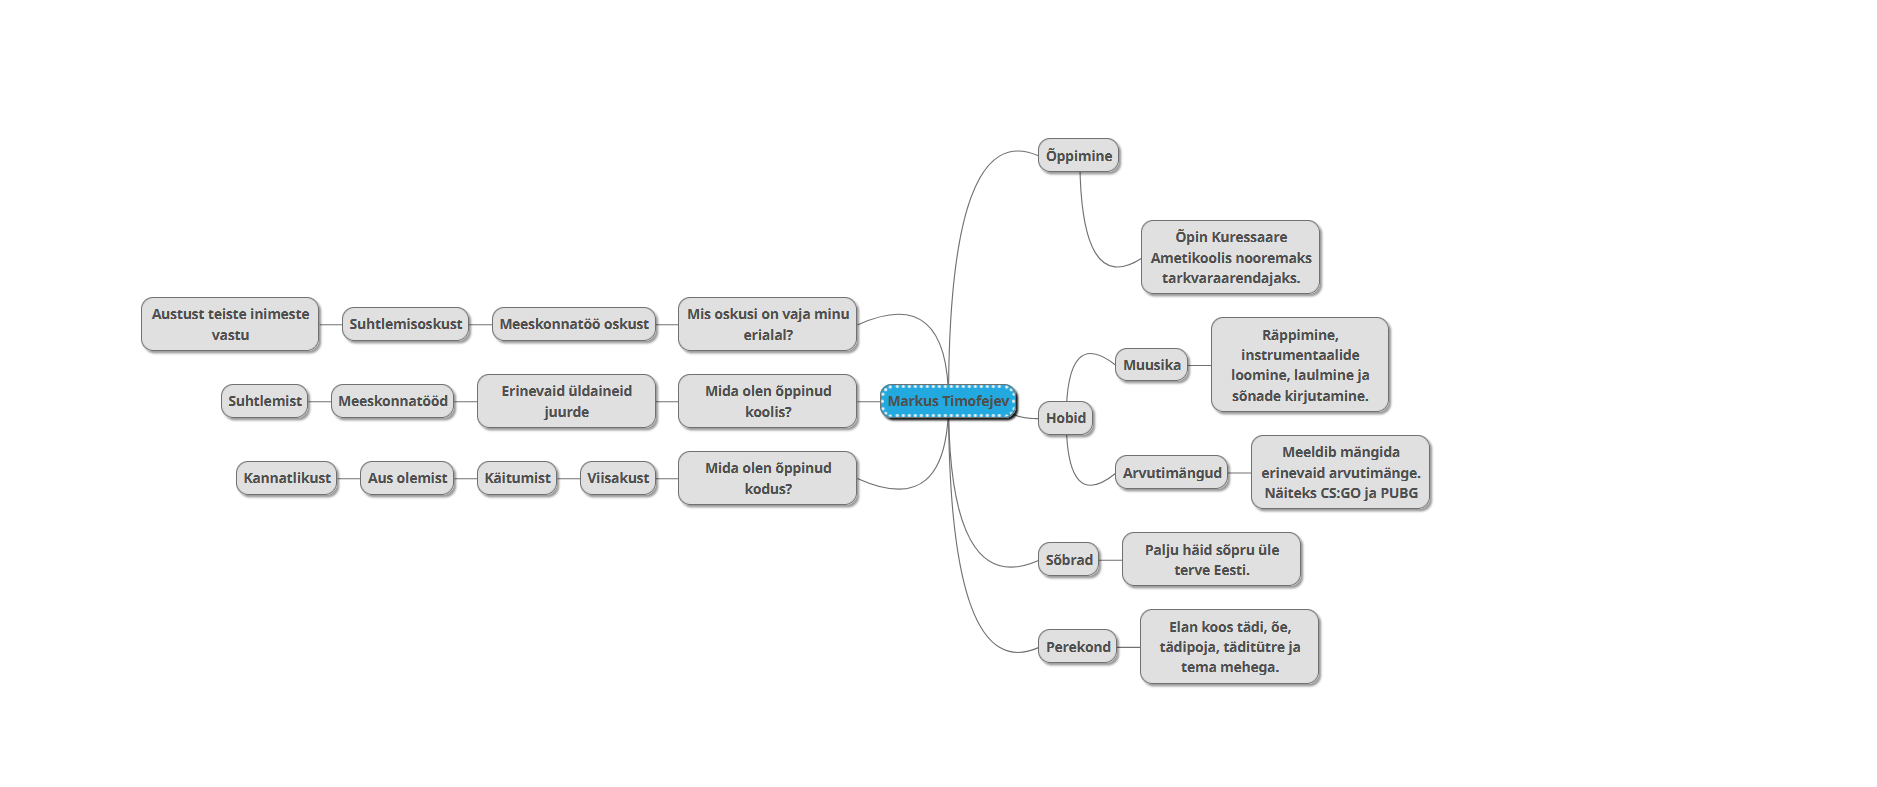 Markus Timofejev
Õppimine
Õpin Kuressaare
Ametikoolis nooremaks
tarkvaraarendajaks.
Hobid
Muusika
Räppimine,
instrumentaalide
loomine, laulmine ja
sõnade kirjutamine.
Arvutimängud
Meeldib mängida
erinevaid arvutimänge.
Näiteks CS:GO ja PUBG
Sõbrad
Palju häid sõpru üle
terve Eesti.
Perekond
Elan koos tädi, õe,
tädipoja, täditütre ja
tema mehega.
Mis oskusi on vaja minu
erialal?
Meeskonnatöö oskust
Suhtlemisoskust
Austust teiste inimeste
vastu
Mida olen õppinud
koolis?
Erinevaid üldaineid
juurde
Meeskonnatööd
Suhtlemist
Mida olen õppinud
kodus?
Viisakust
Käitumist
Aus olemist
Kannatlikust